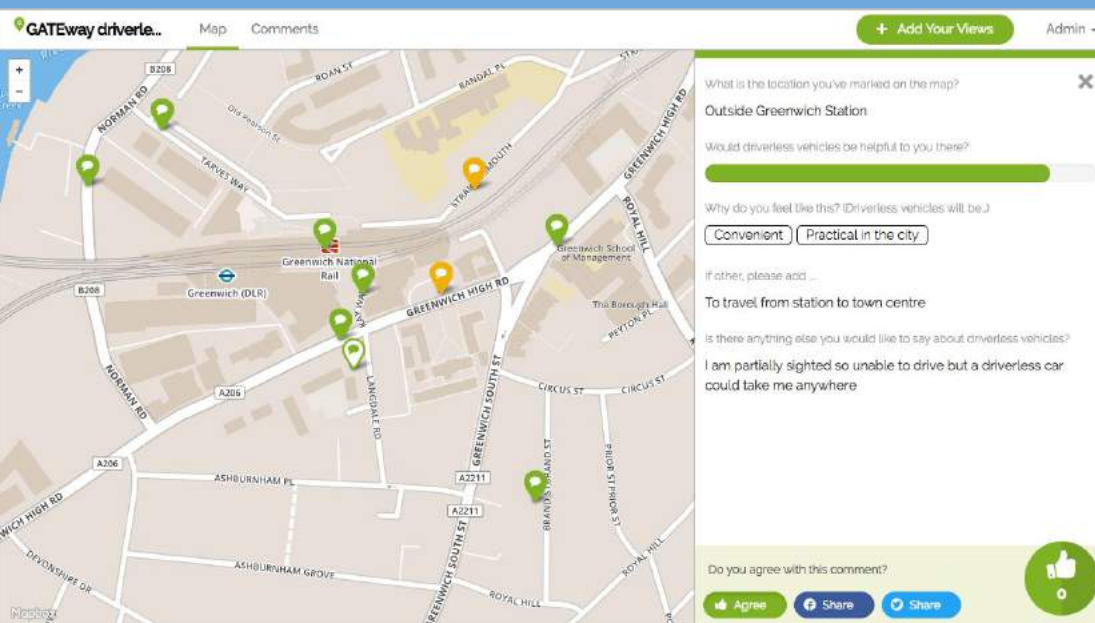 GATEway driverle...
Map
Comments
+ Add Your Views
Admin
+
-
B208
NORMAN RD
ROAN ST
RANDAL PL
Old Pearson St
TARVES WAY
GREENWICH HIGH RD
ROYAL HILL
Greenwich School
of Management
Greenwich National
Rail
Greenwich (DLR)
B208
GREENWICH HIGH RD
The Borough Hall
PEYTON PL
NORMAN RD
A206
LANGDALE RD
GREENWICH SOUTH ST
CIRCUS ST
CIRCUS ST
A206
ASHBURNHAM PL
A2211
BRAND ST
BRAND ST
PRIOR ST
PRIOR ST
A2211
DEVONSHIRE DR
ASHBURNHAM GROVE
GREENWICH SOUTH ST
ROYAL HILL
ROYAL HILL
Mapbox
What is the location you've marked on the map?
Outside Greenwich Station
Would driverless vehicles be helpful to you there?
Why do you feel like this? (Driverless vehicles will be..)
Convenient
Practical in the city
If other, please add ...
To travel from station to town centre
Is there anything else you would like to say about driverless vehicles?
I am partially sighted so unable to drive but a driverless car
could take me anywhere
Do you agree with this comment?
Agree
Share
Share
0